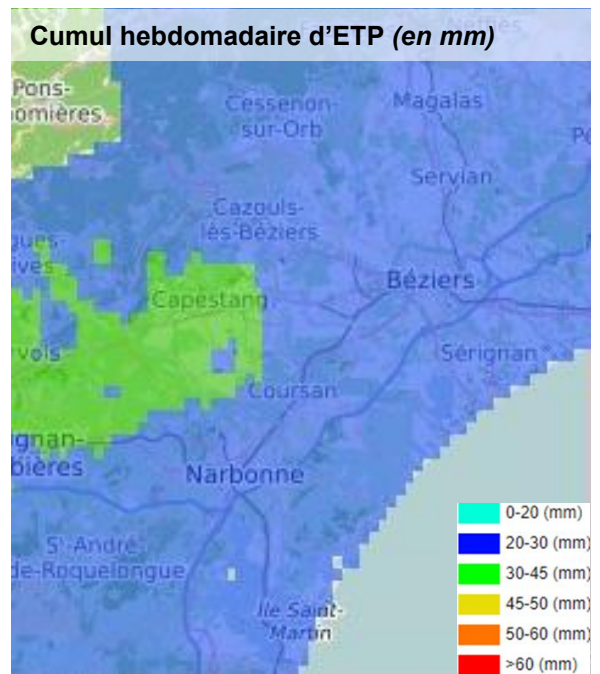 Cumul hebdomadaire d'ETP (en mm)
Pons-
omières
Cessenon-
sur-Orb
Magalas
Servian
Cazouls-
lès-Béziers
Béziers
Capestang
Sérignan
Coursan
ignan-
bières
Narbonne
St-André-
de-Roquelongue
Ile Saint-
Martin
0-20 (mm)
20-30 (mm)
30-45 (mm)
45-50 (mm)
50-60 (mm)
>60 (mm)